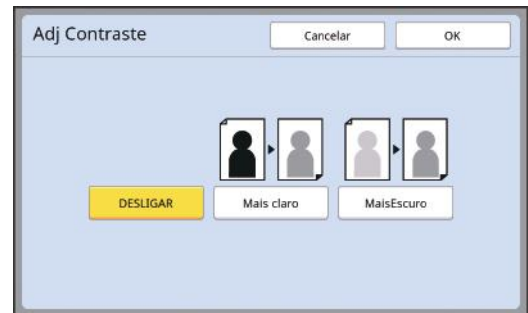 Adj Contraste
Cancelar
OK
DESLIGAR
Mais claro
MaisEscuro